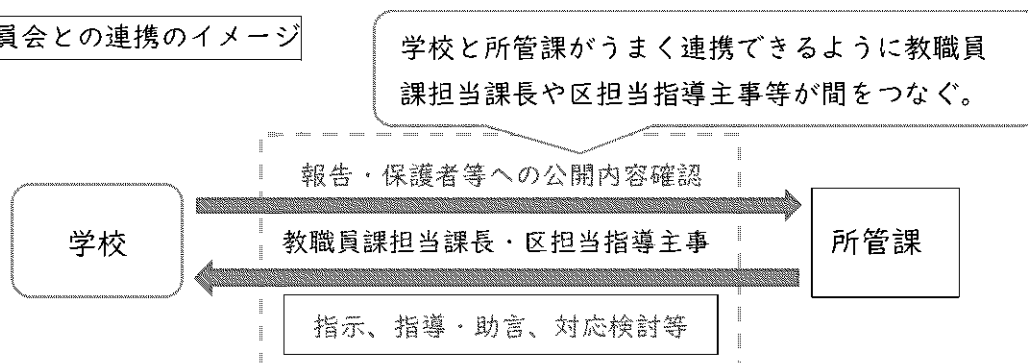 員会との連携のイメージ
学校と所管課がうまく連携できるように教職員
課担当課長や区担当指導主事等が間をつなぐ。
報告・保護者等への公開内容確認
学校
教職員課担当課長・区担当指導主事
所管課
指示、指導・助言、対応検討等